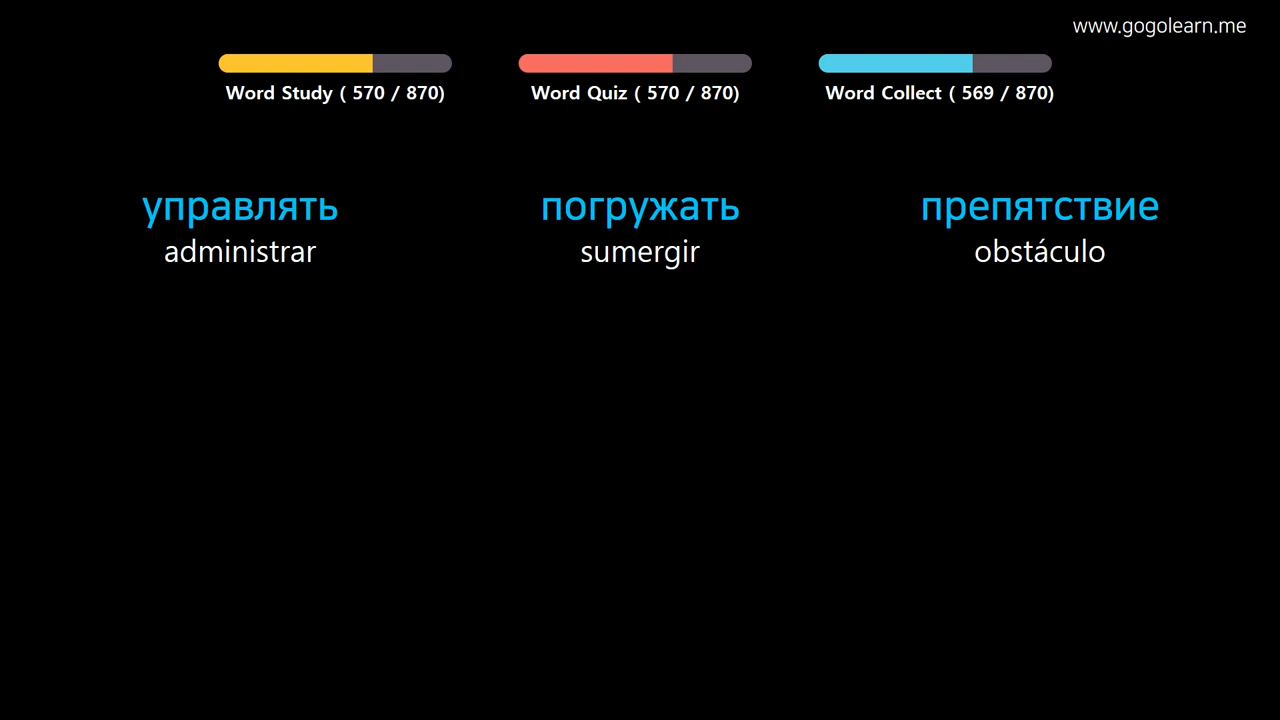 www.gogolearn.me
Word Study ( 570 / 870)
Word Quiz ( 570 / 870)
Word Collect ( 569 / 870)
управлять
administrar
погружать
sumergir
препятствие
obstáculo